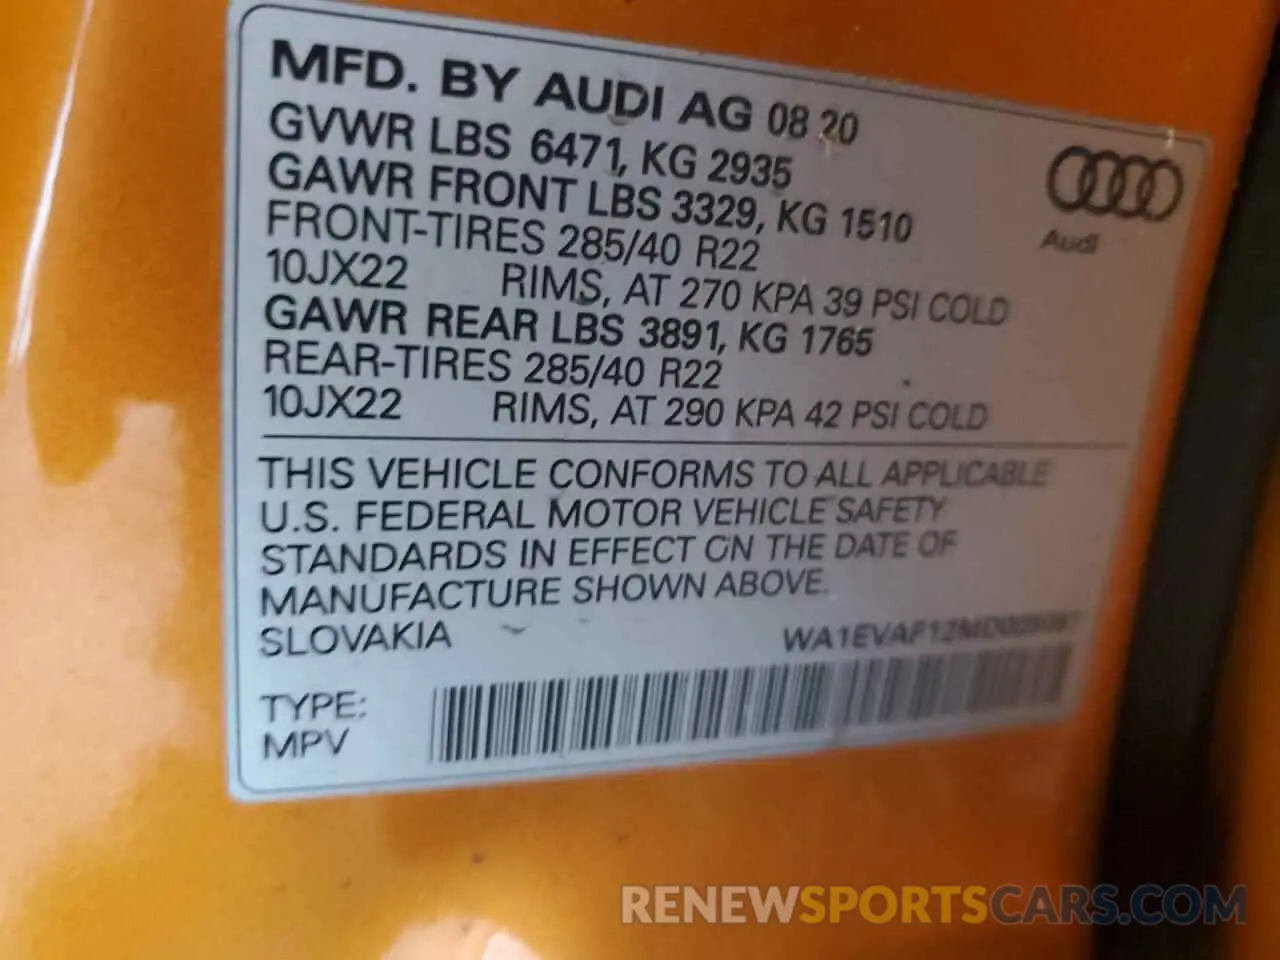 MFD. BY AUDI AG 08 20
GVWR LBS 6471, KG 2935
GAWR FRONT LBS 3329, KG 1510
FRONT-TIRES 285/40 R22
10JX22 RIMS, AT 270 KPA 39 PSI COLD
GAWR REAR LBS 3891, KG 1765
REAR-TIRES 285/40 R22
10JX22 RIMS, AT 290 KPA 42 PSI COLD
Audi
THIS VEHICLE CONFORMS TO ALL APPLICABLE
U.S. FEDERAL MOTOR VEHICLE SAFETY
STANDARDS IN EFFECT ON THE DATE OF
MANUFACTURE SHOWN ABOVE.
SLOVAKIA
TYPE:
MPV
RENEWSPORTSCARS.COM